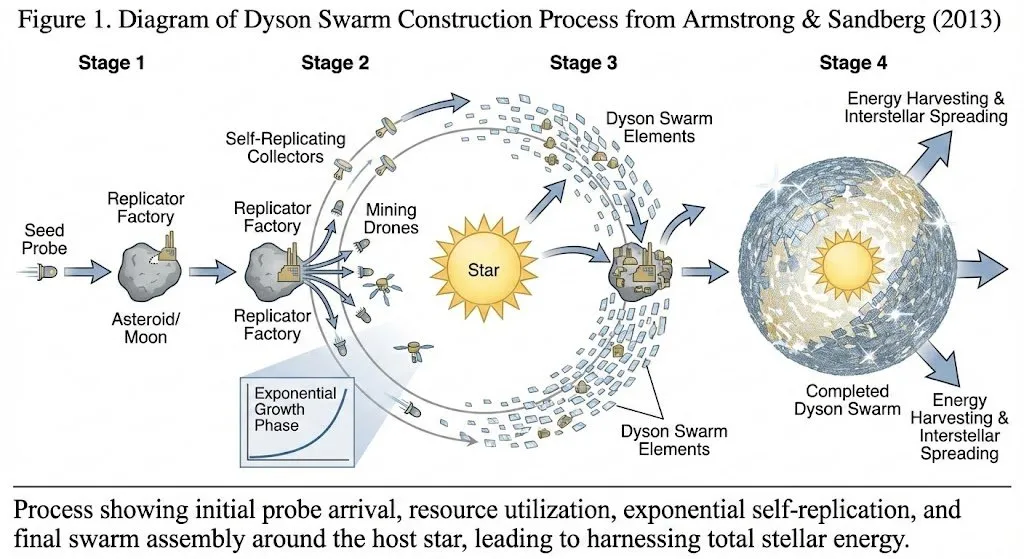 Figure 1. Diagram of Dyson Swarm Construction Process from Armstrong & Sandberg (2013)
Stage 1
Stage 2
Stage 3
Stage 4
Seed
Probe
Replicator
Factory
Asteroid/
Moon
Self-Replicating
Collectors
Replicator
Factory
Mining
Drones
Replicator
Factory
Exponential
Growth
Phase
Star
Dyson Swarm
Elements
Dyson Swarm
Elements
Energy Harvesting &
Interstellar Spreading
Completed
Dyson Swarm
Energy
Harvesting &
Interstellar
Spreading
Process showing initial probe arrival, resource utilization, exponential self-replication, and
final swarm assembly around the host star, leading to harnessing total stellar energy.